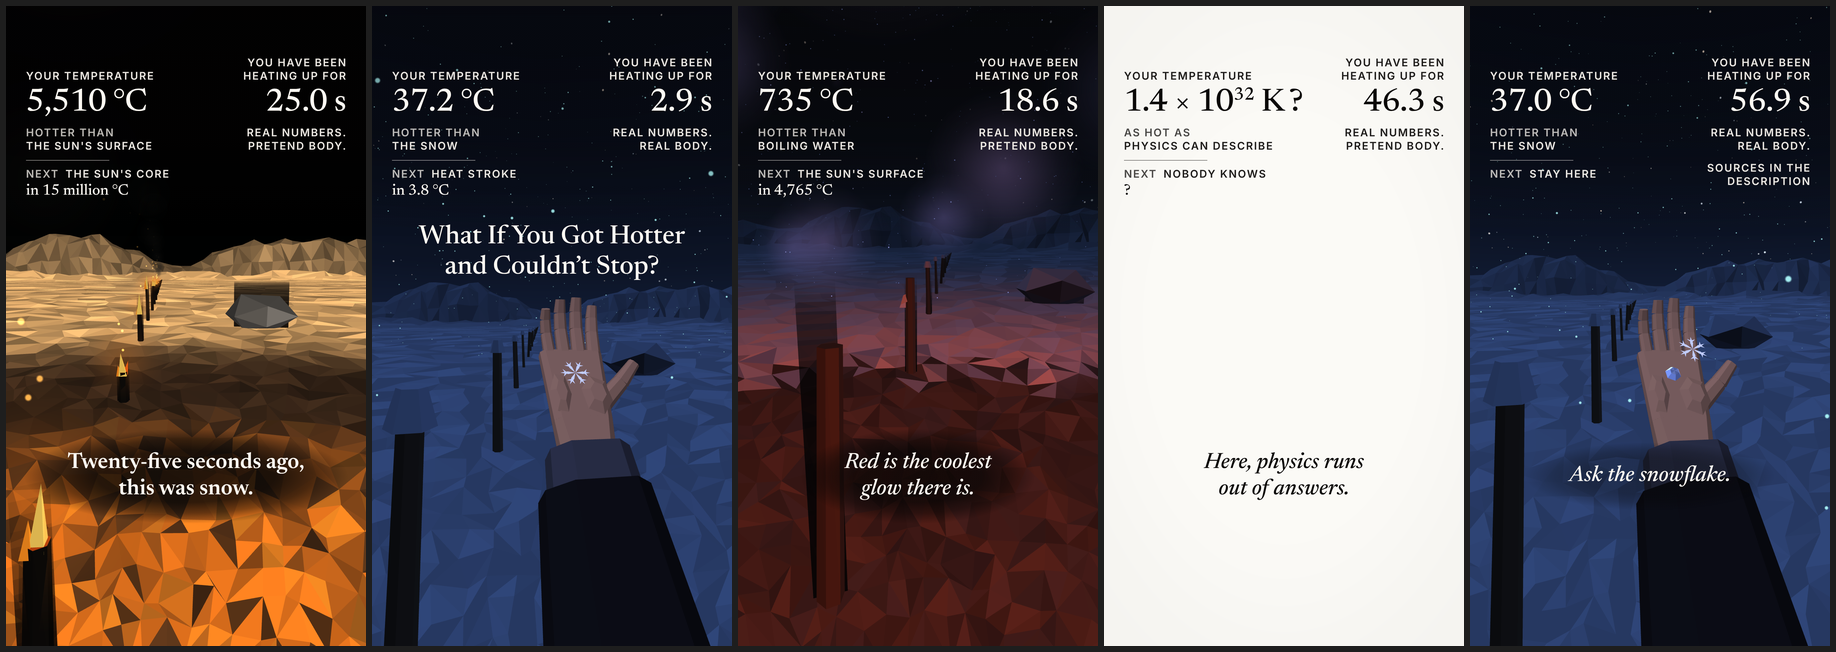 YOUR TEMPERATURE
5,510 °C
HOTTER THAN
THE SUN'S SURFACE
NEXT THE SUN'S CORE
in 15 million °C
YOU HAVE BEEN
HEATING UP FOR
25.0 s
REAL NUMBERS.
PRETEND BODY.
Twenty-five seconds ago,
this was snow.
YOUR TEMPERATURE
37.2 °C
HOTTER THAN
THE SNOW
NEXT HEAT STROKE
in 3.8 °C
YOU HAVE BEEN
HEATING UP FOR
2.9 s
REAL NUMBERS.
REAL BODY.
What If You Got Hotter
and Couldn’t Stop?
YOUR TEMPERATURE
735 °C
HOTTER THAN
BOILING WATER
NEXT THE SUN'S SURFACE
in 4,765 °C
YOU HAVE BEEN
HEATING UP FOR
18.6 s
REAL NUMBERS.
PRETEND BODY.
Red is the coolest
glow there is.
YOUR TEMPERATURE
1.4 × 10³² K?
AS HOT AS
PHYSICS CAN DESCRIBE
NEXT NOBODY KNOWS
?
YOU HAVE BEEN
HEATING UP FOR
46.3 s
REAL NUMBERS.
PRETEND BODY.
Here, physics runs
out of answers.
YOUR TEMPERATURE
37.0 °C
HOTTER THAN
THE SNOW
NEXT STAY HERE
YOU HAVE BEEN
HEATING UP FOR
56.9 s
REAL NUMBERS.
REAL BODY.
SOURCES IN THE
DESCRIPTION
Ask the snowflake.